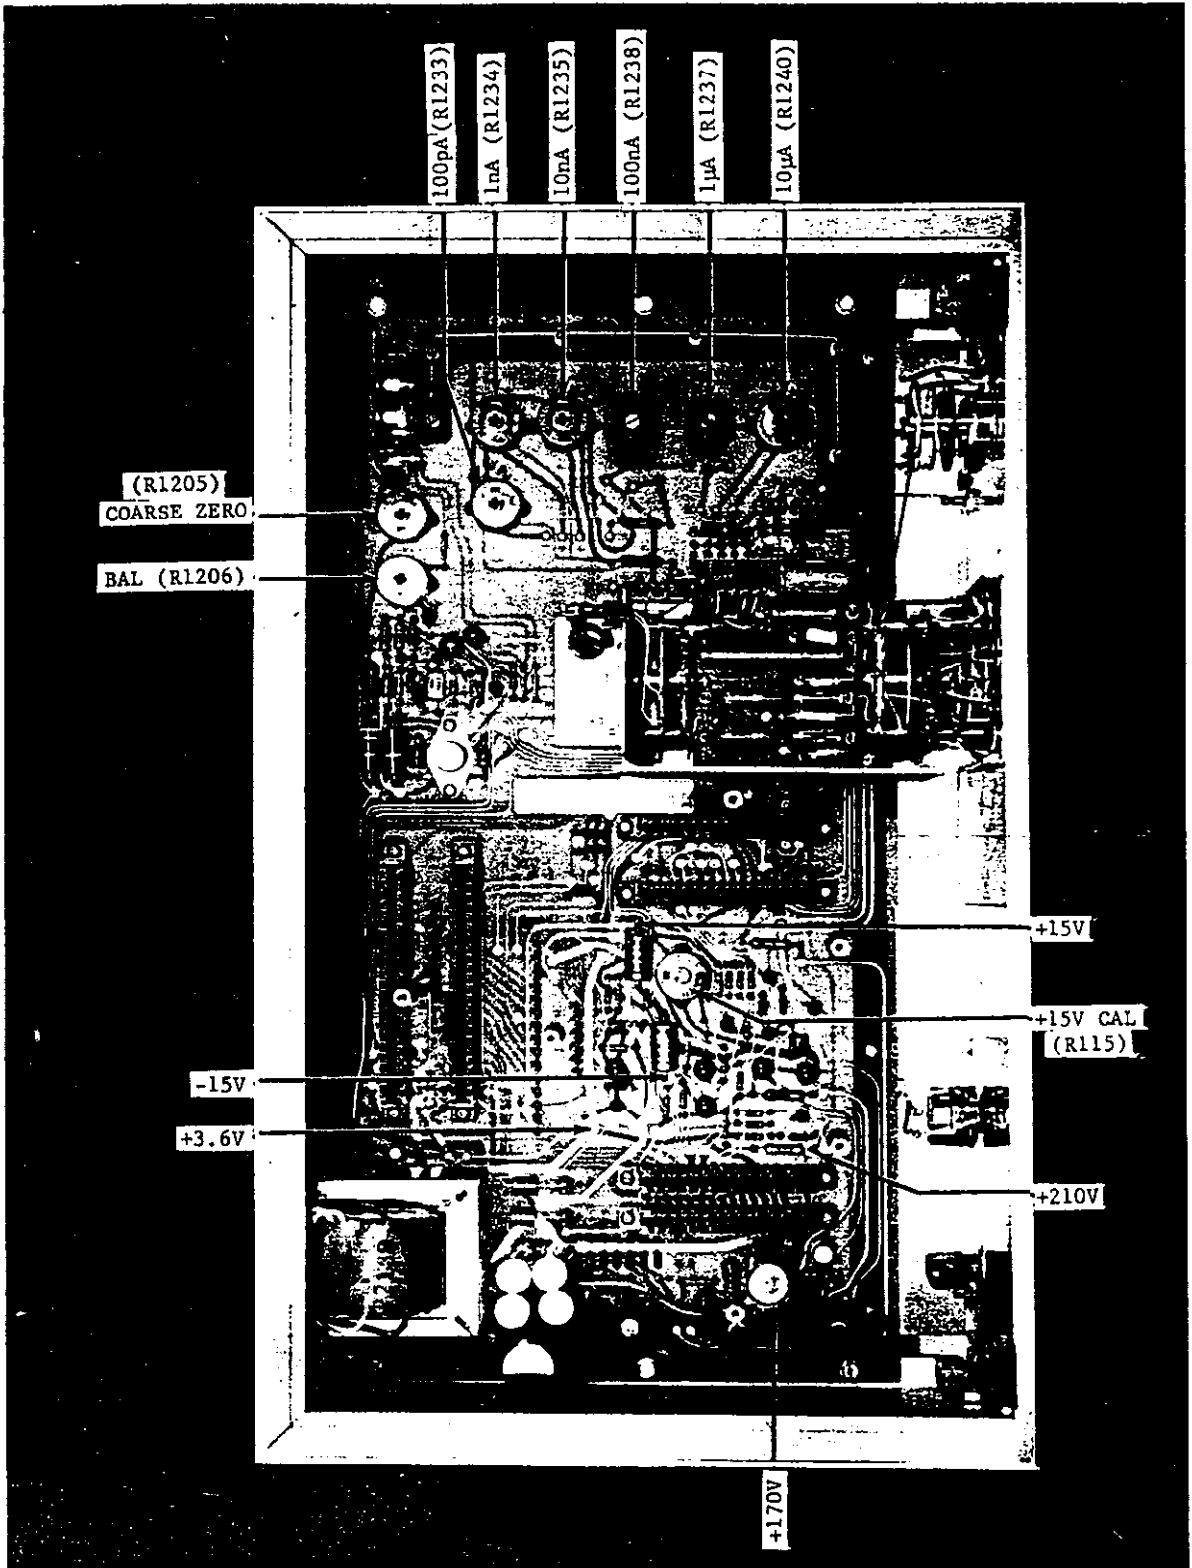 100pA (R1233)
1nA (R1234)
10nA (R1235)
100nA (R1238)
1µA (R1237)
10µA (R1240)
(R1205)
COARSE ZERO
BAL (R1206)
+15V
+15V CAL
(R115)
-15V
+3.6V
+210V
+170V